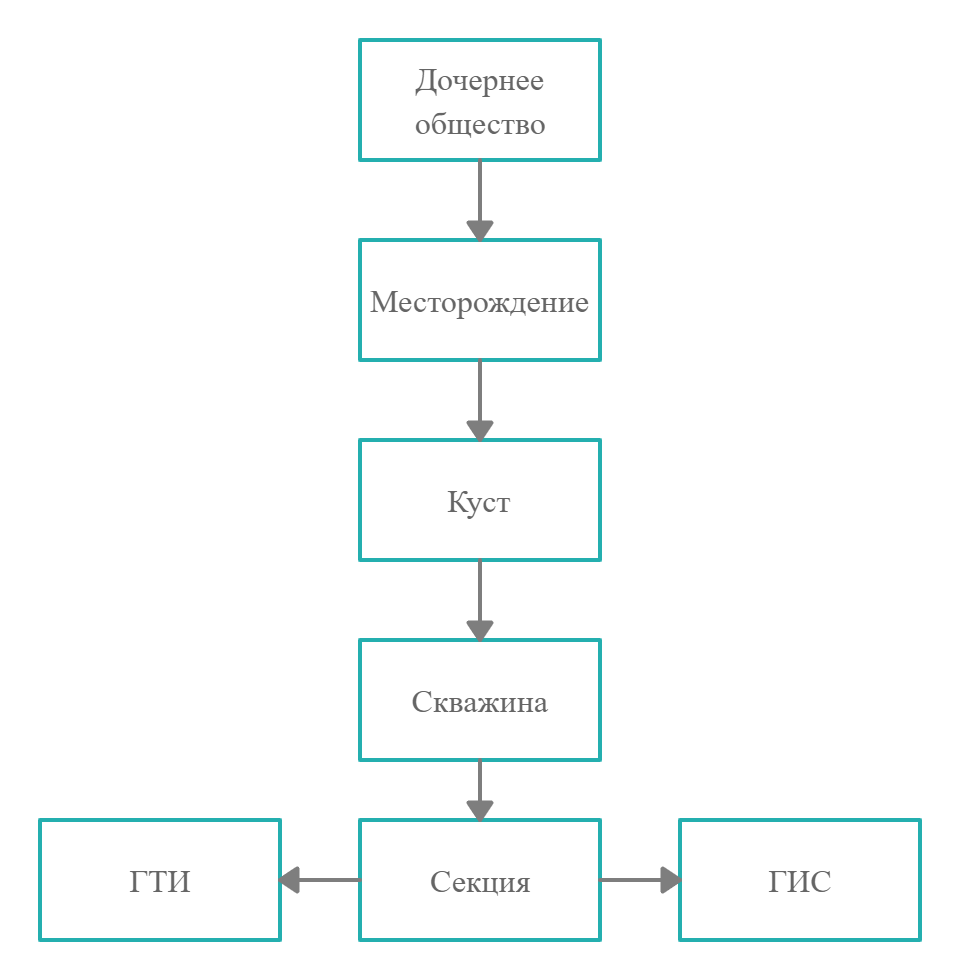 Дочернее
общество
Месторождение
Куст
Скважина
ГТИ
Секция
ГИС